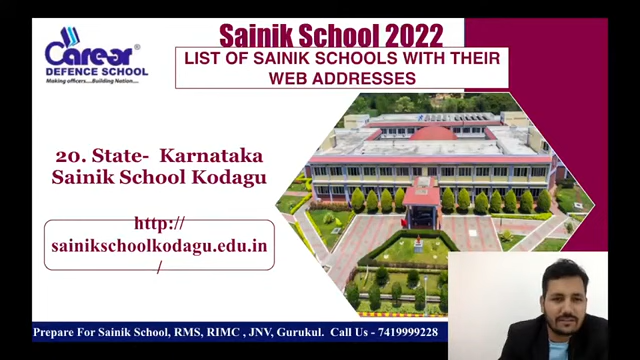 Sainik School 2022
Carear®
DEFENCE SCHOOL
Making officers....Building Nation....
LIST OF SAINIK SCHOOLS WITH THEIR
WEB ADDRESSES
20. State- Karnataka
Sainik School Kodagu
http://
sainikschoolkodagu.edu.in
/
Prepare For Sainik School, RMS, RIMC , JNV, Gurukul. Call Us - 7419999228